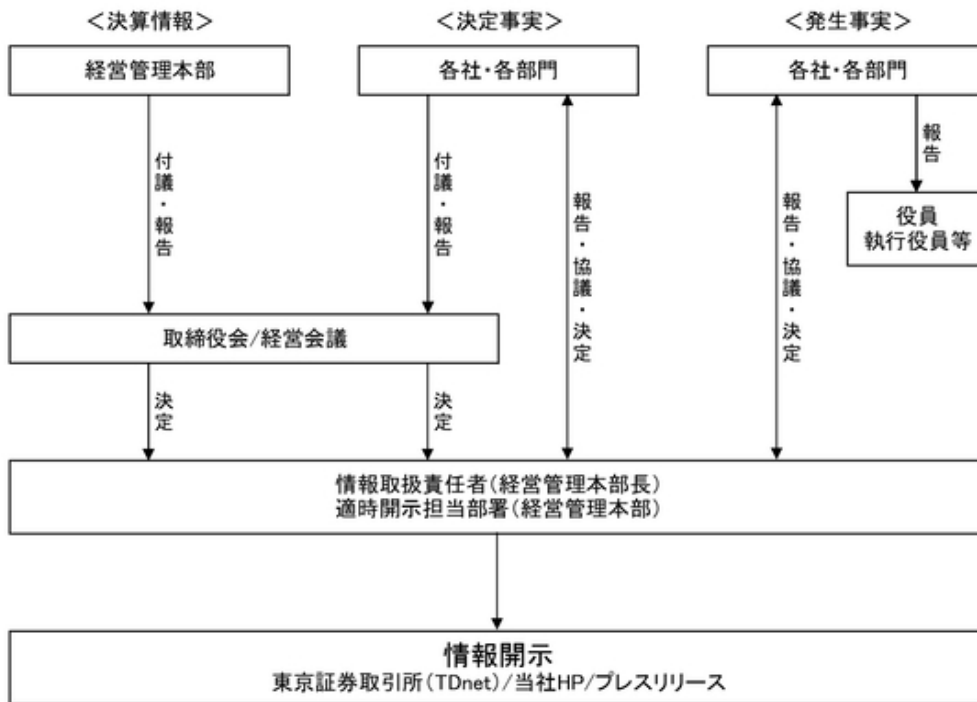 ＜決算情報＞
＜決定事実＞
＜発生事実＞
経営管理本部
各社・各部門
各社・各部門
付議・報告
付議・報告
報告・協議・決定
報告・協議・決定
報告
役員
執行役員等
取締役会/経営会議
決定
決定
情報取扱責任者（経営管理本部長）
適時開示担当部署（経営管理本部）
情報開示
東京証券取引所（TDnet）/当社HP/プレスリリース